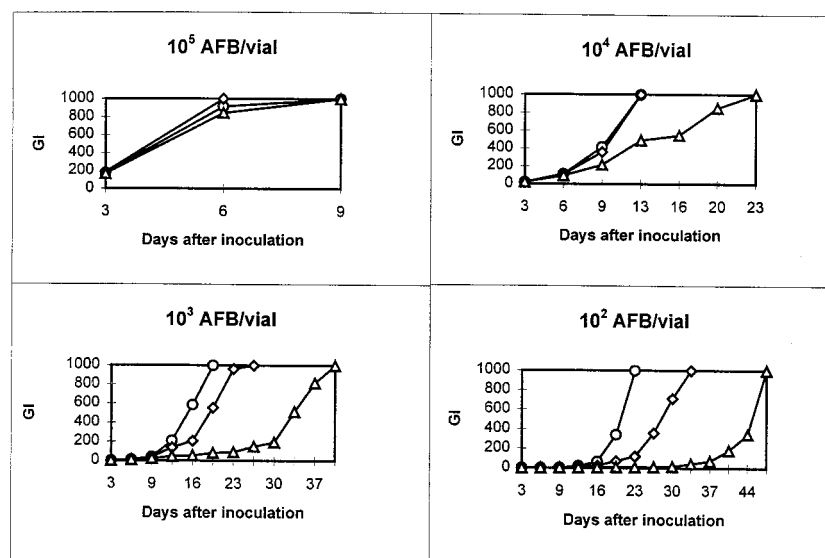 10⁵ AFB/vial
GI
1000
800
600
400
200
0
3 6 9
Days after inoculation
10⁴ AFB/vial
GI
1000
800
600
400
200
0
3 6 9 13 16 20 23
Days after inoculation
10³ AFB/vial
GI
1000
800
600
400
200
0
3 9 16 23 30 37
Days after inoculation
10² AFB/vial
GI
1000
800
600
400
200
0
3 9 16 23 30 37 44
Days after inoculation